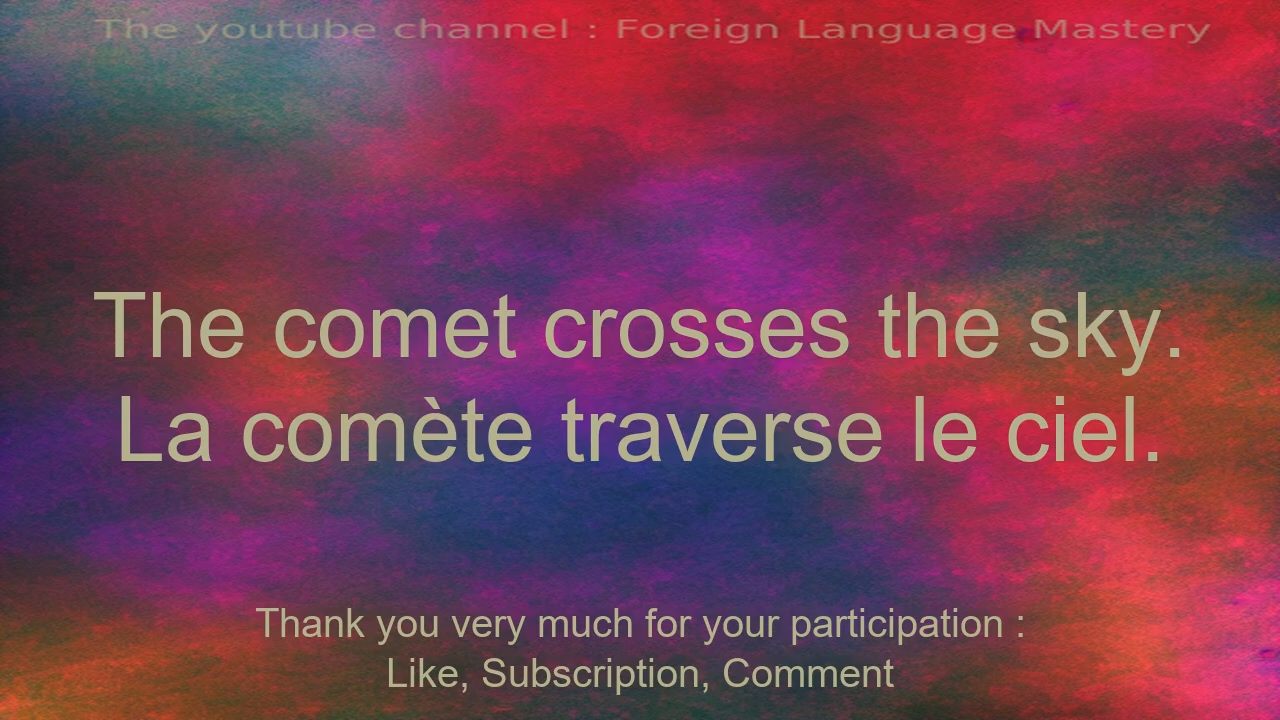 The youtube channel : Foreign Language Mastery
The comet crosses the sky.
La comète traverse le ciel.
Thank you very much for your participation :
Like, Subscription, Comment